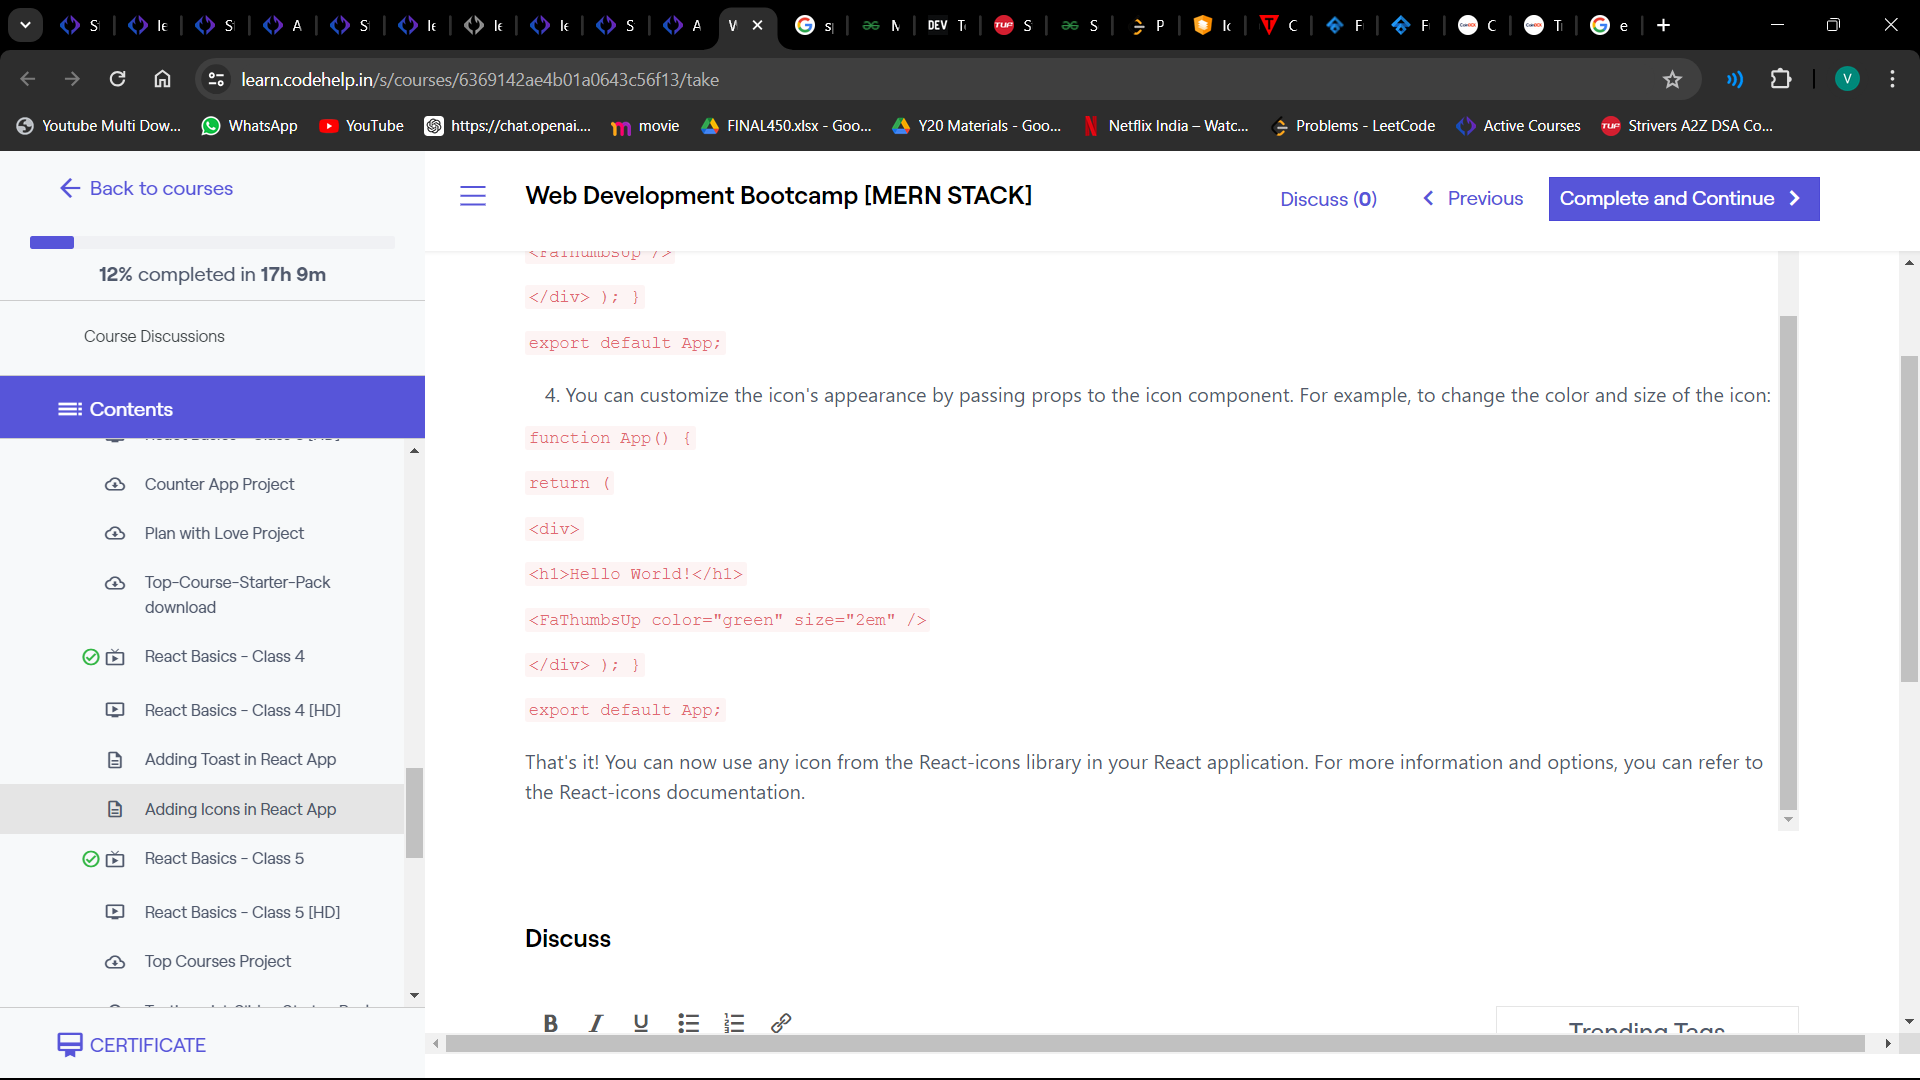 DEV
learn.codehelp.in/s/courses/6369142ae4b01a0643c56f13/take
V
Youtube Multi Dow...
WhatsApp
YouTube
https://chat.openai....
movie
FINAL450.xlsx - Goo...
Y20 Materials - Goo...
Netflix India – Watc...
Problems - LeetCode
Active Courses
Strivers A2Z DSA Co...
Back to courses
12% completed in 17h 9m
Course Discussions
Contents
Counter App Project
Plan with Love Project
Top-Course-Starter-Pack
download
React Basics - Class 4
React Basics - Class 4 [HD]
Adding Toast in React App
Adding Icons in React App
React Basics - Class 5
React Basics - Class 5 [HD]
Top Courses Project
CERTIFICATE
Web Development Bootcamp [MERN STACK]
Discuss (0)
Previous
Complete and Continue
<FaThumbsUp />
</div> ); }
export default App;
4. You can customize the icon's appearance by passing props to the icon component. For example, to change the color and size of the icon:
function App() {
return (
<div>
<h1>Hello World!</h1>
<FaThumbsUp color="green" size="2em" />
</div> ); }
export default App;
That's it! You can now use any icon from the React-icons library in your React application. For more information and options, you can refer to
the React-icons documentation.
Discuss
B I U
Trending Tags